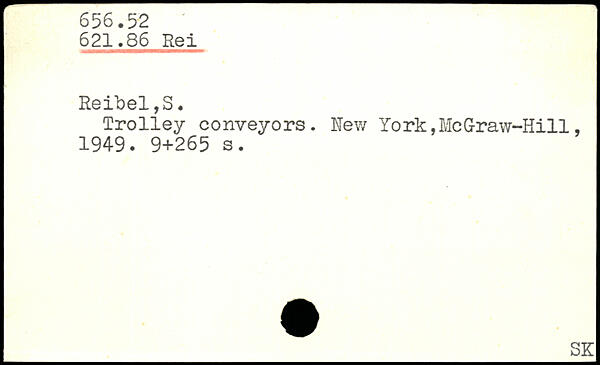 656.52
621.86 Rei
Reibel,S.
Trolley conveyors. New York,McGraw-Hill,
1949. 9+265 s.
SK